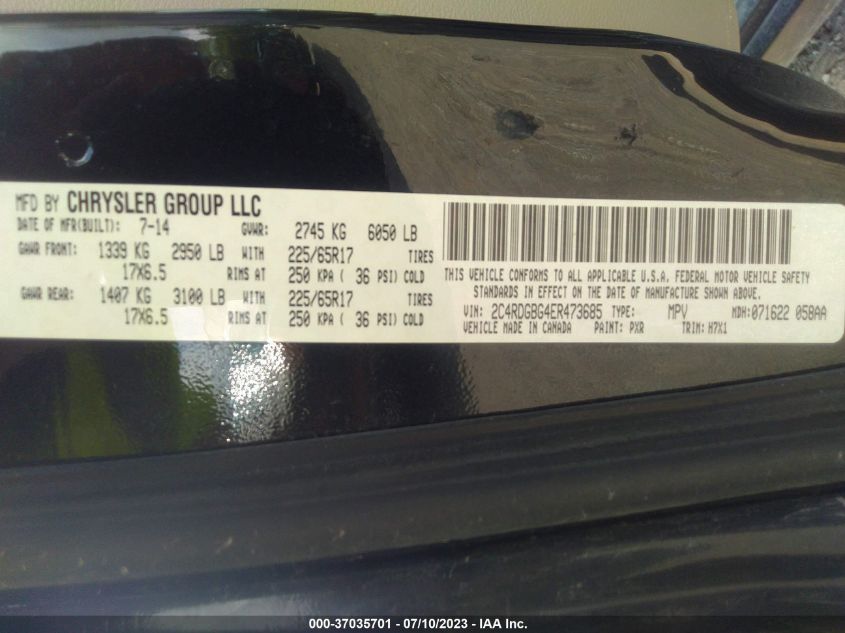 MFD BY CHRYSLER GROUP LLC
DATE OF MFR(BUILT): 7-14 GVWR: 2745 KG 6050 LB
GAWR FRONT: 1339 KG 2950 LB WITH 225/65R17 TIRES
17X6.5 RIMS AT 250 KPA ( 36 PSI) COLD
GAWR REAR: 1407 KG 3100 LB WITH 225/65R17 TIRES
17X6.5 RIMS AT 250 KPA ( 36 PSI) COLD
THIS VEHICLE CONFORMS TO ALL APPLICABLE U.S.A. FEDERAL MOTOR VEHICLE SAFETY
STANDARDS IN EFFECT ON THE DATE OF MANUFACTURE SHOWN ABOVE.
VIN: 2C4RDGBG4ER473685 TYPE: MPV MDH:071622 058AA
VEHICLE MADE IN CANADA PAINT: PXR TRIM: H7X1
000-37035701 - 07/10/2023 - IAA Inc.